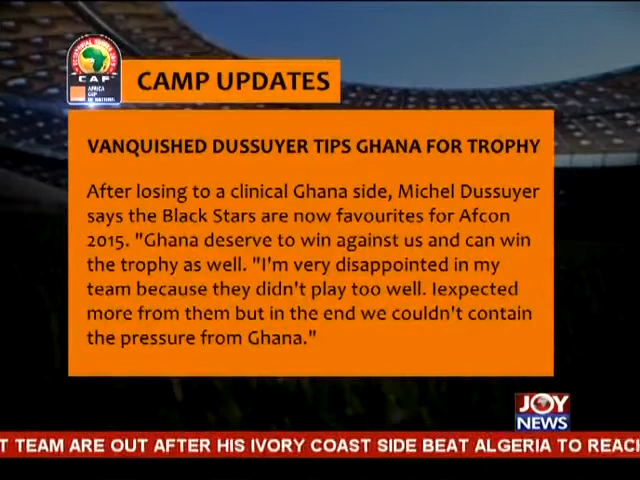 CAF
CAMP UPDATES
VANQUISHED DUSSUYER TIPS GHANA FOR TROPHY
After losing to a clinical Ghana side, Michel Dussuyer
says the Black Stars are now favourites for Afcon
2015. "Ghana deserve to win against us and can win
the trophy as well. "I'm very disappointed in my
team because they didn't play too well. Iexpected
more from them but in the end we couldn't contain
the pressure from Ghana."
JOY
NEWS
T TEAM ARE OUT AFTER HIS IVORY COAST SIDE BEAT ALGERIA TO REACH